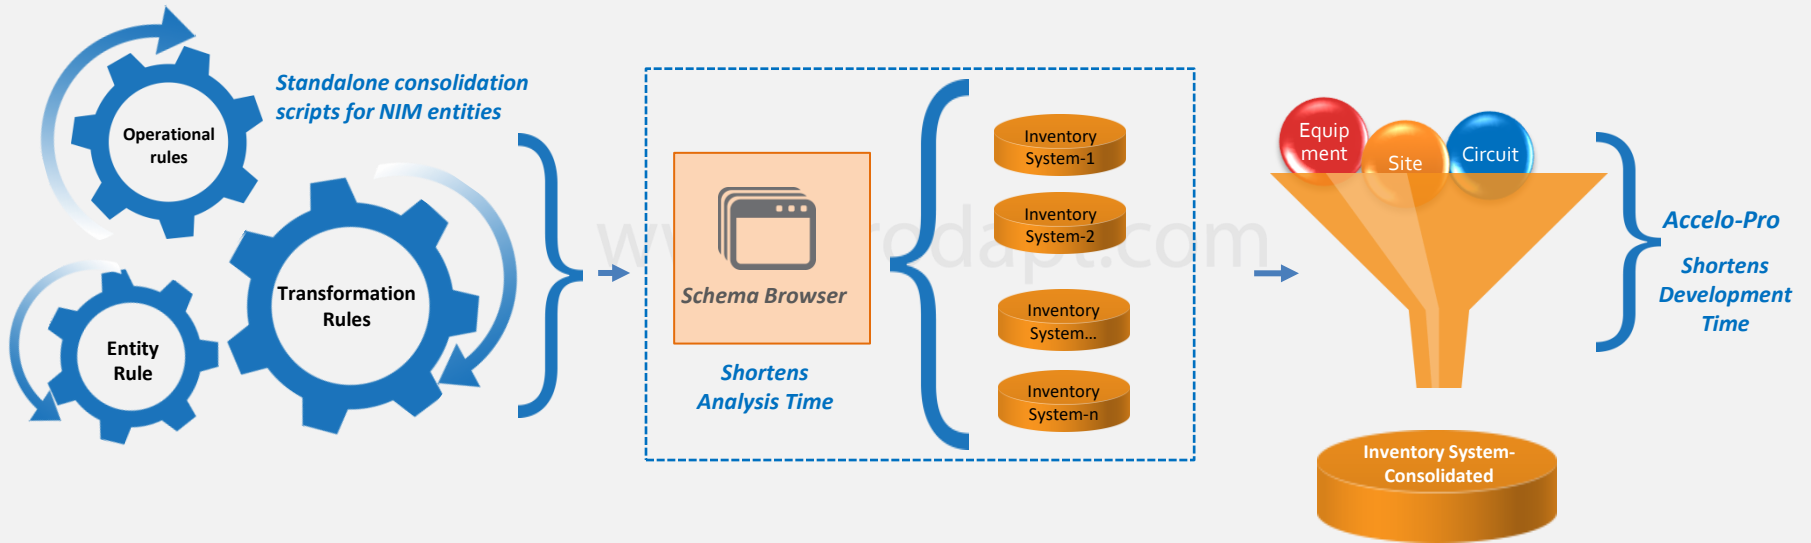 Standalone consolidation
scripts for NIM entities
Operational
rules
Transformation
Rules
Entity
Rule
Schema Browser
Shortens
Analysis Time
Inventory
System-1
Inventory
System-2
Inventory
System...
Inventory
System-n
Equip
ment
Site
Circuit
Accelo-Pro
Shortens
Development
Time
Inventory System-
Consolidated